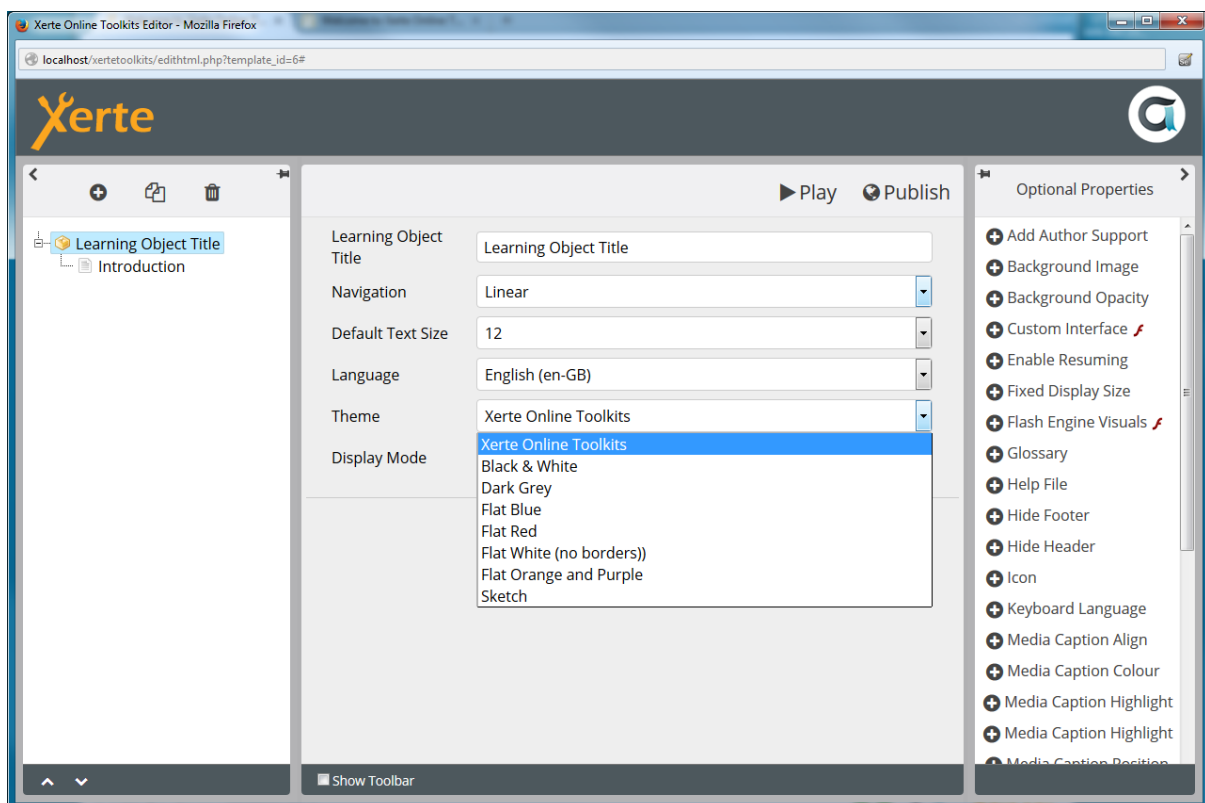 Xerte Online Toolkits Editor - Mozilla Firefox
localhost/xertetoolkits/edithtml.php?template_id=6#
Xerte
Learning Object Title
Introduction
Play
Publish
Learning Object
Title
Learning Object Title
Navigation
Linear
Default Text Size
12
Language
English (en-GB)
Theme
Xerte Online Toolkits
Xerte Online Toolkits
Black & White
Dark Grey
Flat Blue
Flat Red
Flat White (no borders))
Flat Orange and Purple
Sketch
Display Mode
Show Toolbar
Optional Properties
Add Author Support
Background Image
Background Opacity
Custom Interface
Enable Resuming
Fixed Display Size
Flash Engine Visuals
Glossary
Help File
Hide Footer
Hide Header
Icon
Keyboard Language
Media Caption Align
Media Caption Colour
Media Caption Highlight
Media Caption Highlight
Media Caption Position